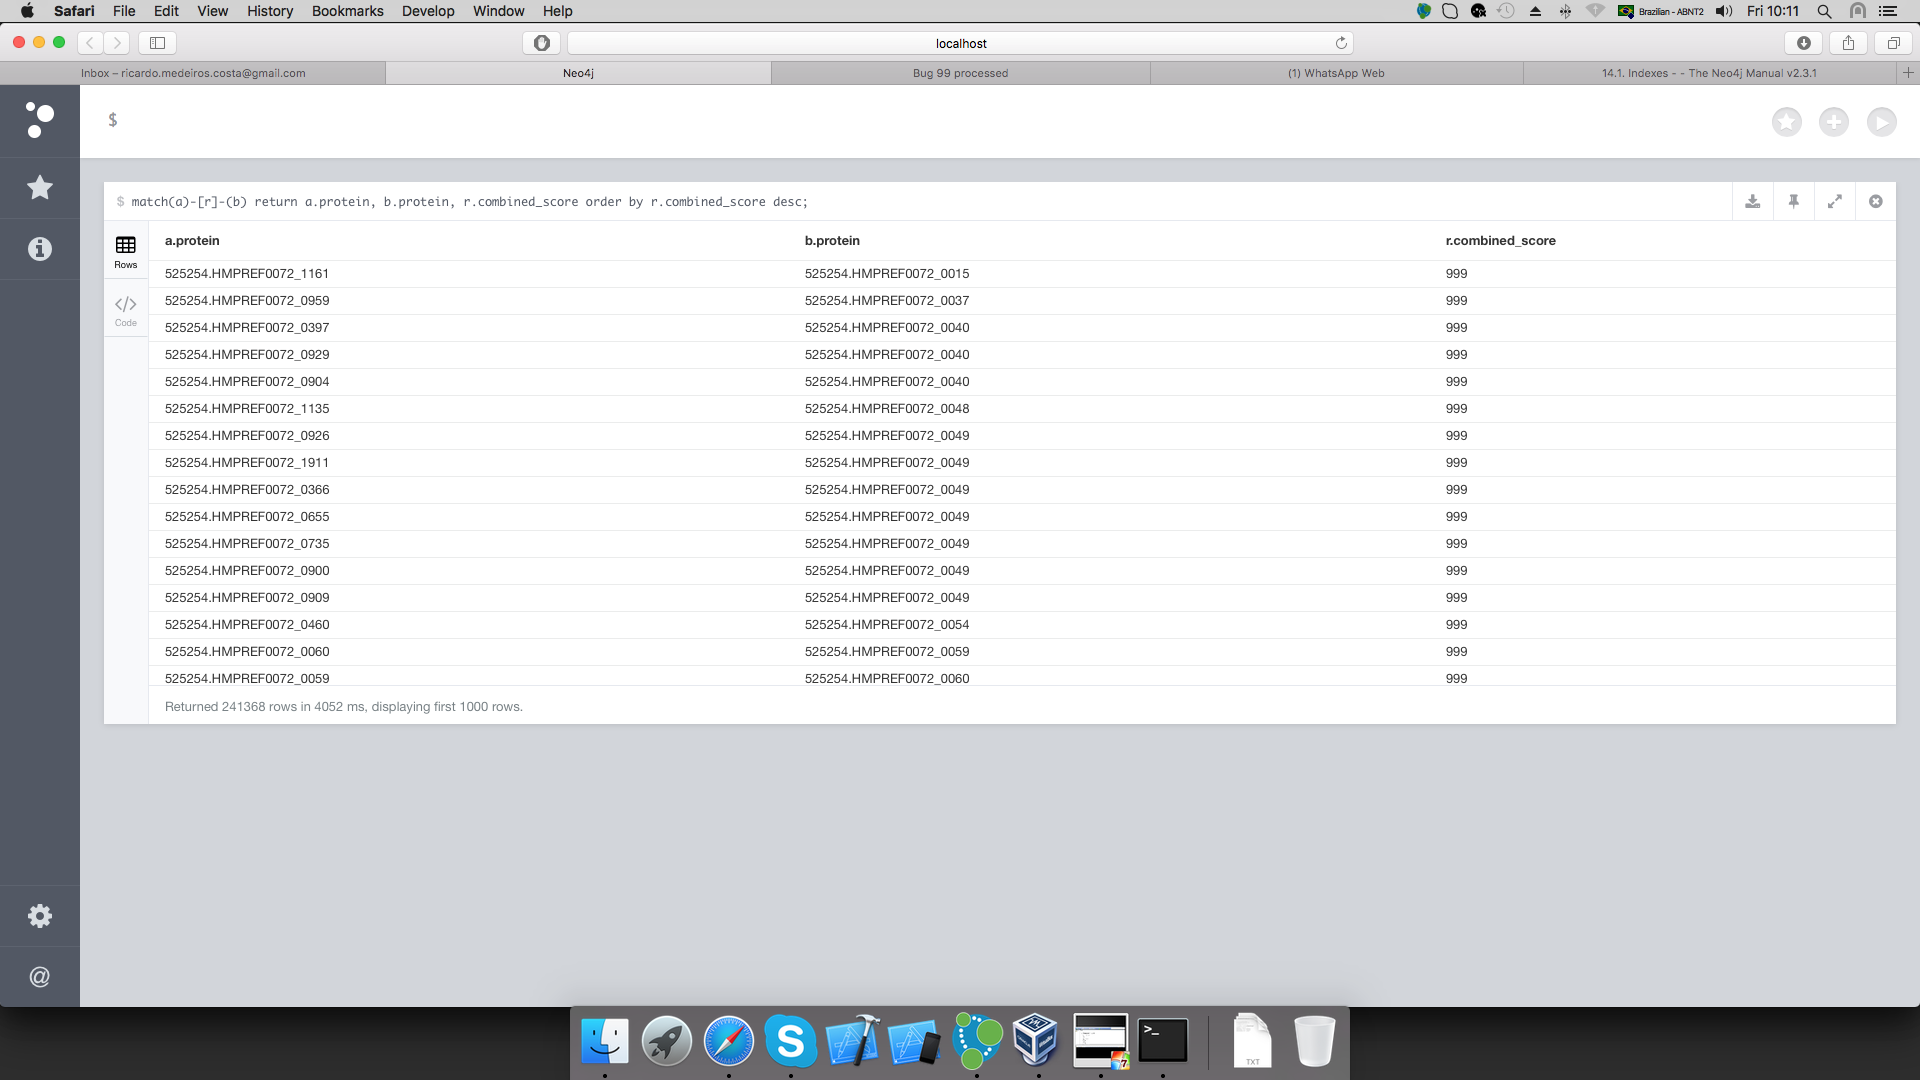 Safari File Edit View History Bookmarks Develop Window Help Brazilian - ABNT2 Fri 10:11
localhost
Inbox – ricardo.medeiros.costa@gmail.com Neo4j Bug 99 processed (1) WhatsApp Web 14.1. Indexes - - The Neo4j Manual v2.3.1
$
$ match(a)-[r]-(b) return a.protein, b.protein, r.combined_score order by r.combined_score desc;
Rows
Code
a.protein b.protein r.combined_score
525254.HMPREF0072_1161 525254.HMPREF0072_0015 999
525254.HMPREF0072_0959 525254.HMPREF0072_0037 999
525254.HMPREF0072_0397 525254.HMPREF0072_0040 999
525254.HMPREF0072_0929 525254.HMPREF0072_0040 999
525254.HMPREF0072_0904 525254.HMPREF0072_0040 999
525254.HMPREF0072_1135 525254.HMPREF0072_0048 999
525254.HMPREF0072_0926 525254.HMPREF0072_0049 999
525254.HMPREF0072_1911 525254.HMPREF0072_0049 999
525254.HMPREF0072_0366 525254.HMPREF0072_0049 999
525254.HMPREF0072_0655 525254.HMPREF0072_0049 999
525254.HMPREF0072_0735 525254.HMPREF0072_0049 999
525254.HMPREF0072_0900 525254.HMPREF0072_0049 999
525254.HMPREF0072_0909 525254.HMPREF0072_0049 999
525254.HMPREF0072_0460 525254.HMPREF0072_0054 999
525254.HMPREF0072_0060 525254.HMPREF0072_0059 999
525254.HMPREF0072_0059 525254.HMPREF0072_0060 999
Returned 241368 rows in 4052 ms, displaying first 1000 rows.
@
S
>_
7
TXT